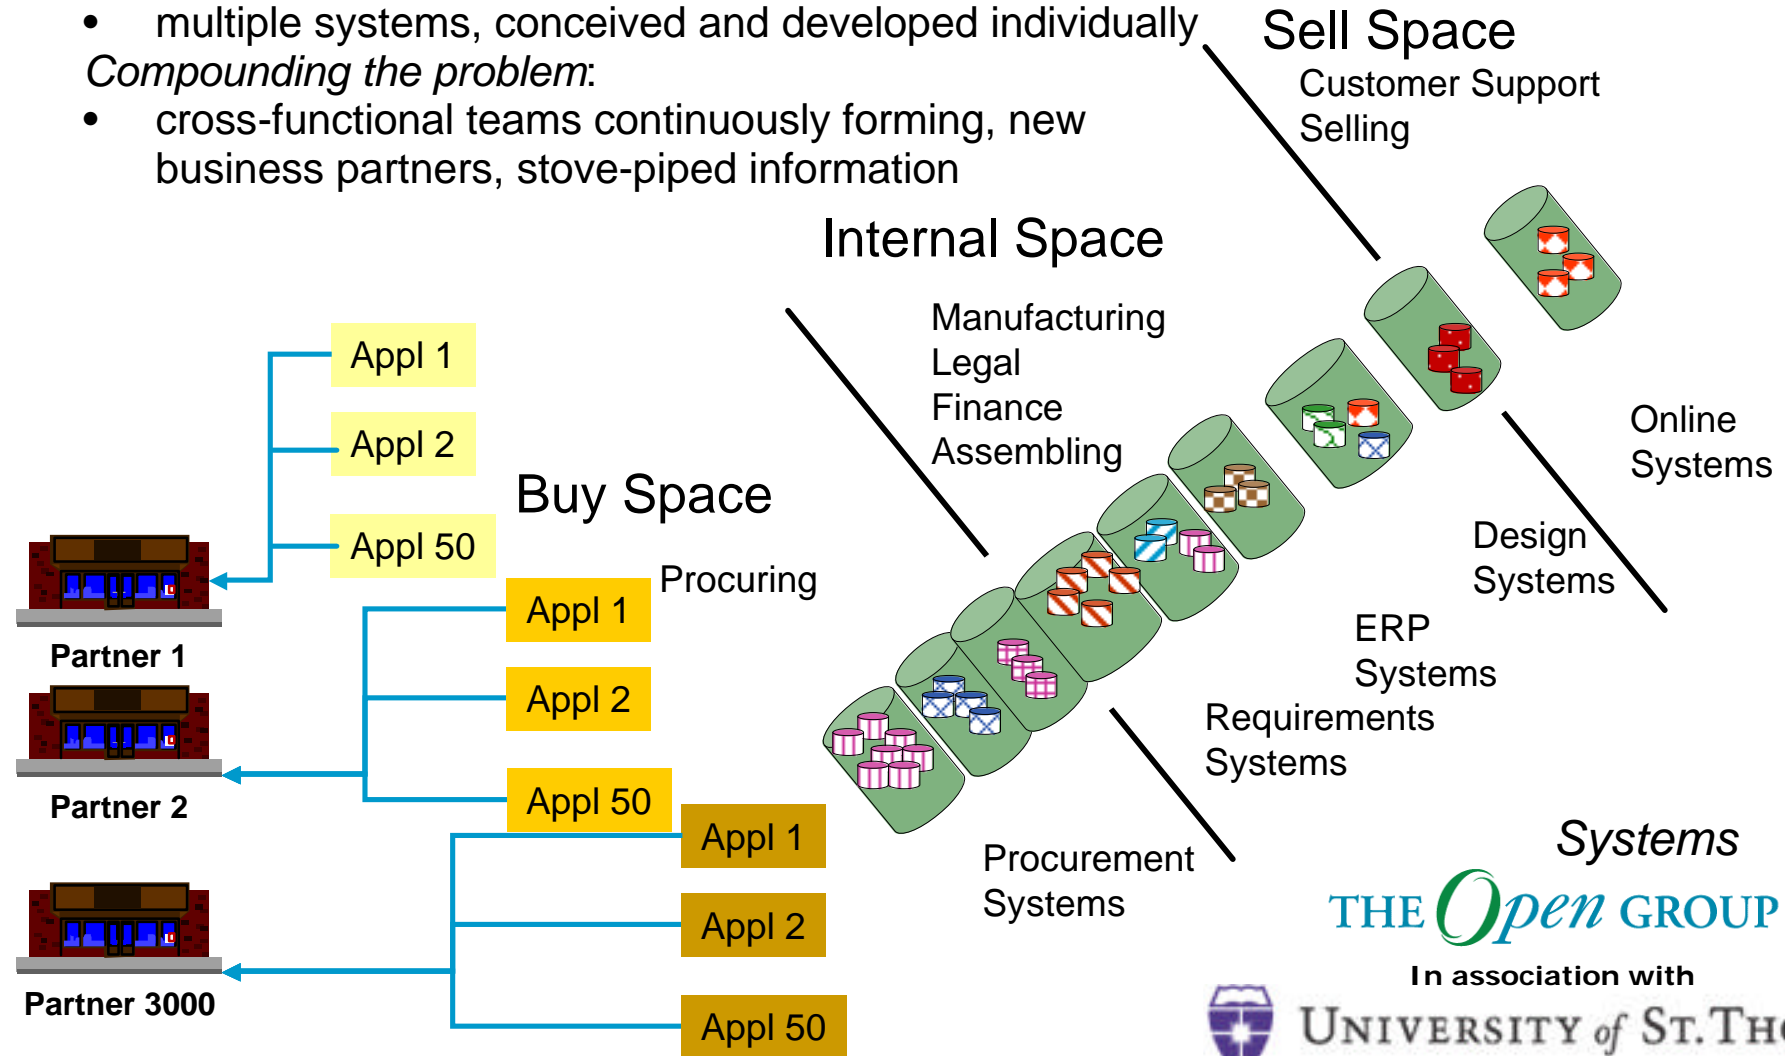 • multiple systems, conceived and developed individually
Compounding the problem:
• cross-functional teams continuously forming, new
business partners, stove-piped information
Sell Space
Customer Support
Selling
Internal Space
Manufacturing
Legal
Finance
Assembling
Buy Space
Procuring
Appl 1
Appl 2
Appl 50
Partner 1
Appl 1
Appl 2
Appl 50
Partner 2
Appl 1
Appl 2
Appl 50
Partner 3000
Online
Systems
Design
Systems
ERP
Systems
Requirements
Systems
Procurement
Systems
Systems
THE Open GROUP
In association with
UNIVERSITY of ST.